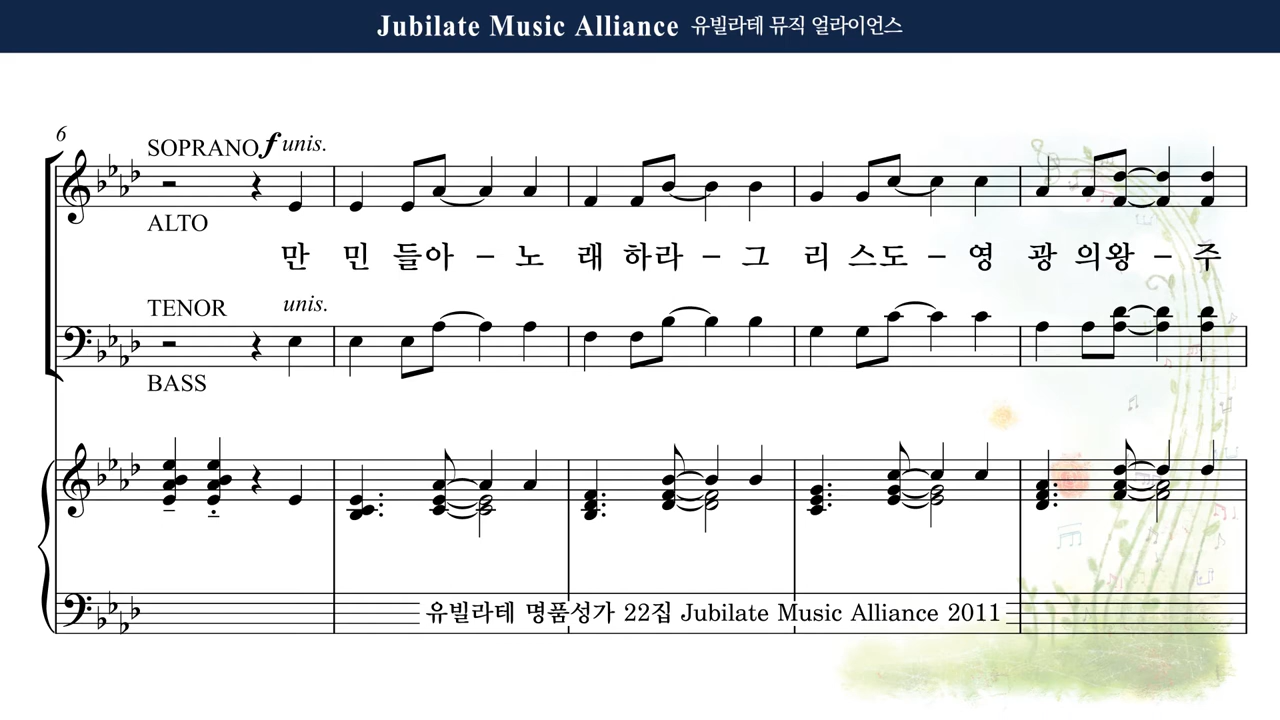 Jubilate Music Alliance 유빌라테 뮤직 얼라이언스
6
SOPRANO f unis.
ALTO
만 민 들아 – 노 래 하라 – 그 리 스도 – 영 광 의왕 – 주
TENOR unis.
BASS
유빌라테 명품성가 22집 Jubilate Music Alliance 2011